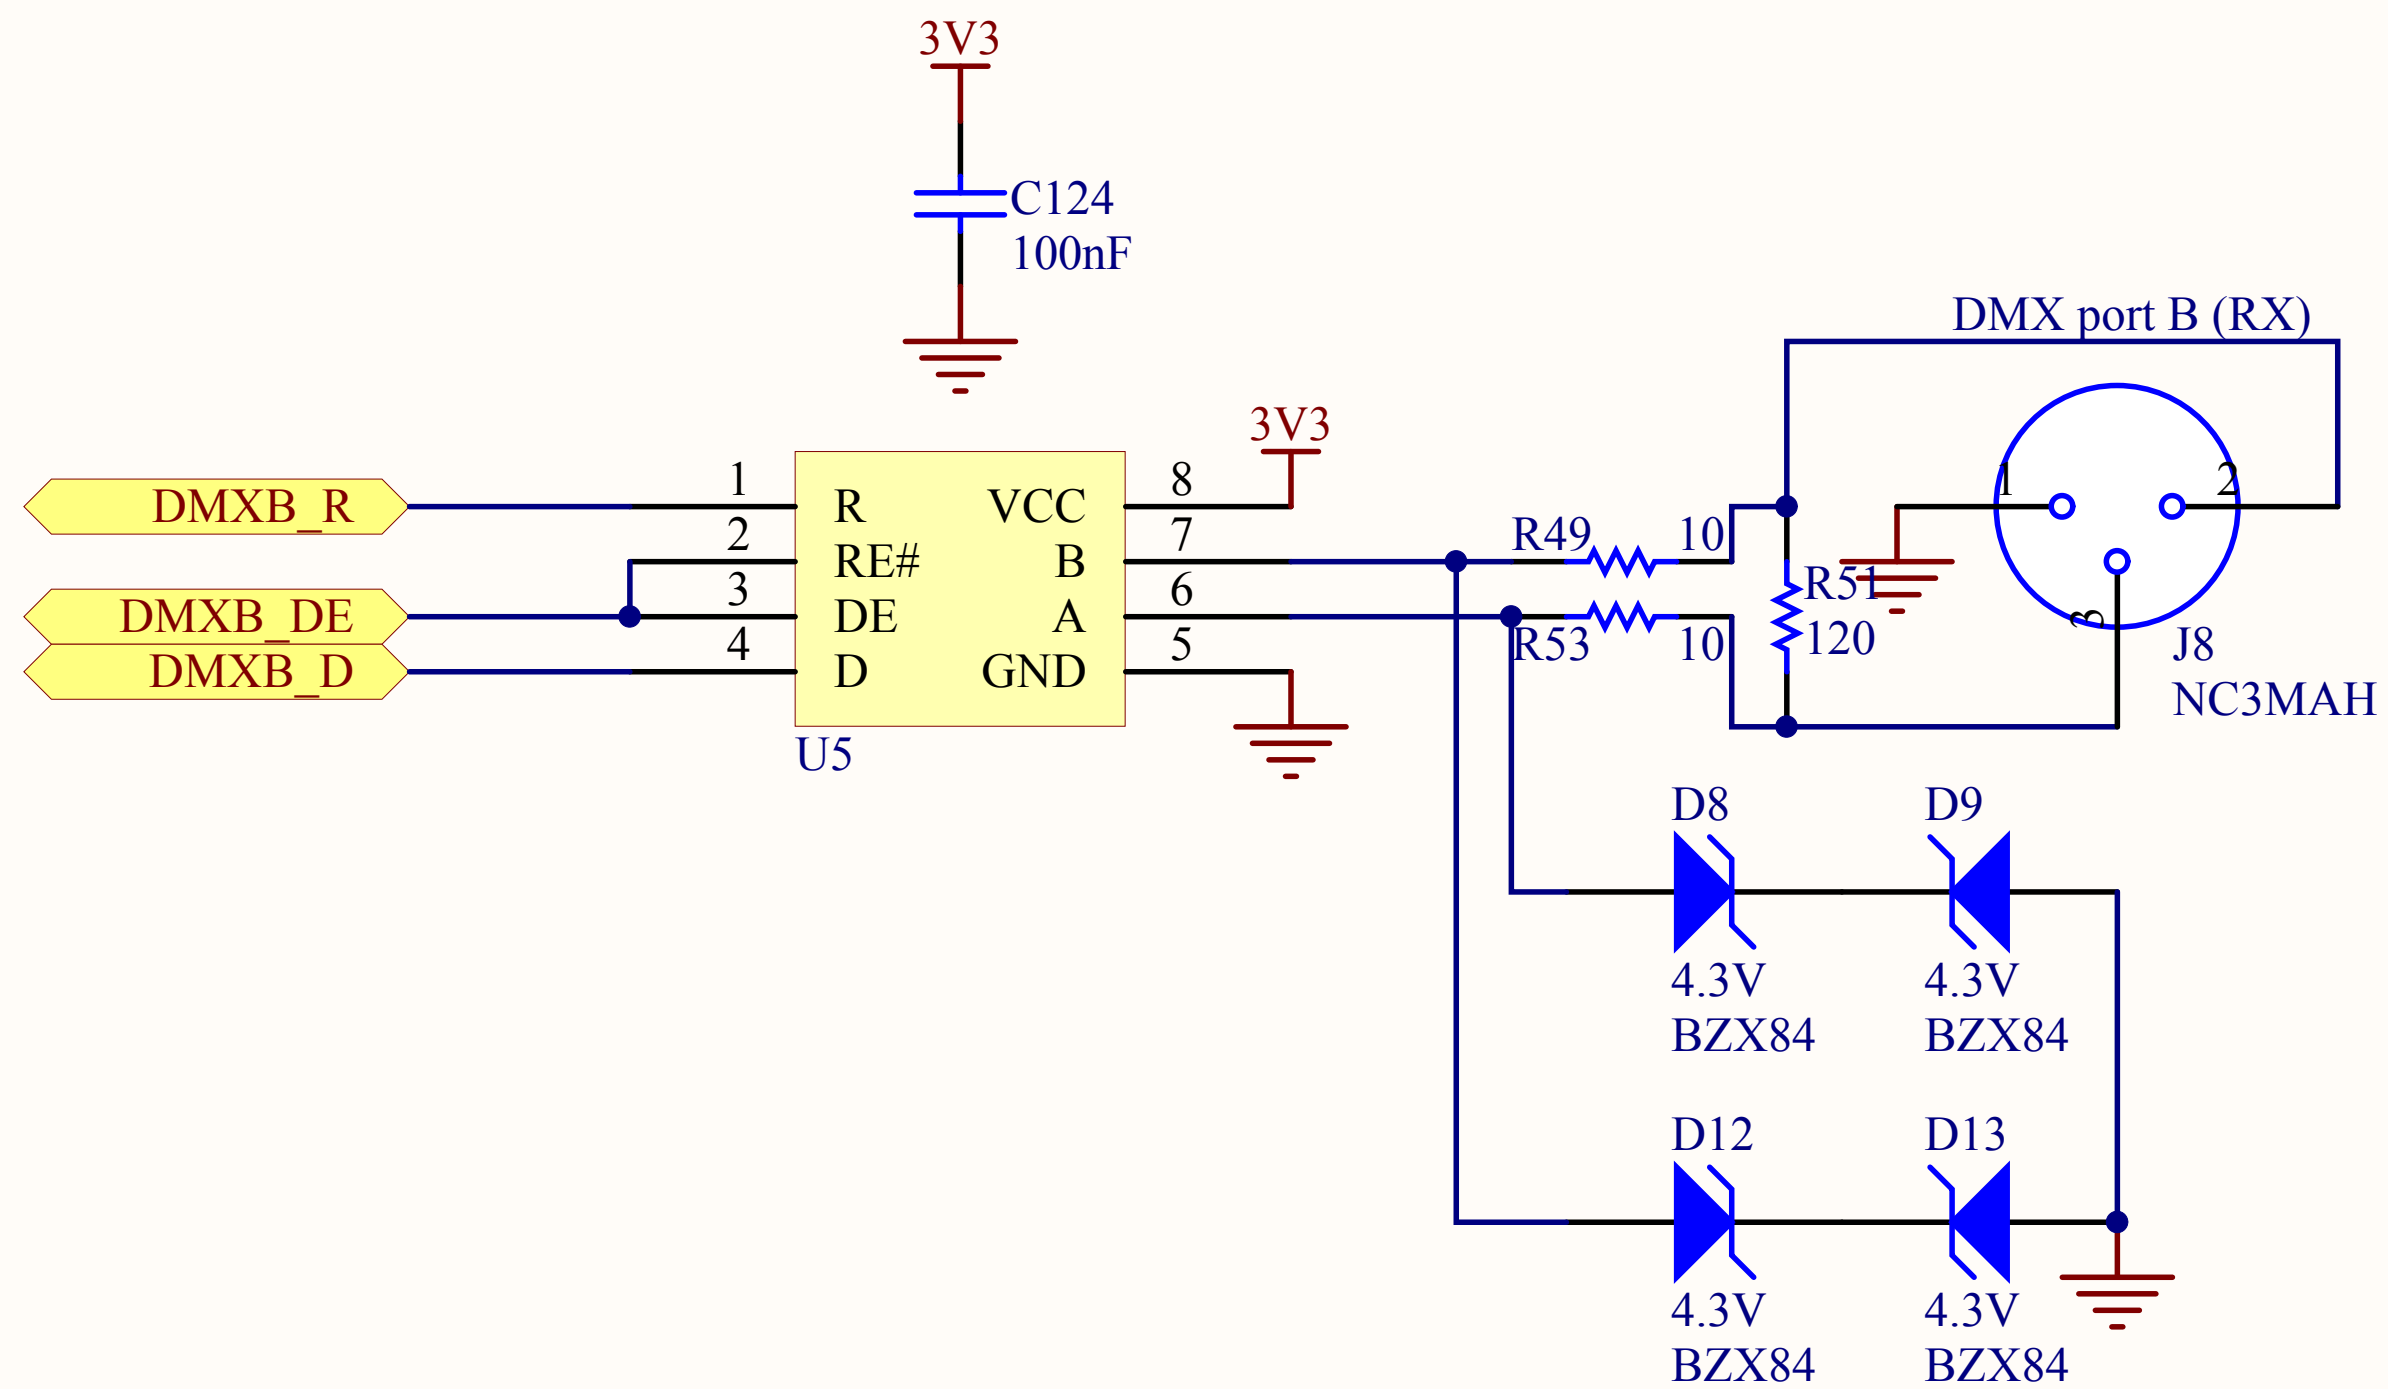 3V3
C124
100nF
DMX port B (RX)
3V3
DMXB_R
1
R
VCC
8
1
2
2
RE#
B
7
R49
10
DMXB_DE
3
DE
A
6
R51
120
3
DMXB_D
4
D
GND
5
R53
10
J8
NC3MAH
U5
D8
D9
4.3V
4.3V
BZX84
BZX84
D12
D13
4.3V
4.3V
BZX84
BZX84